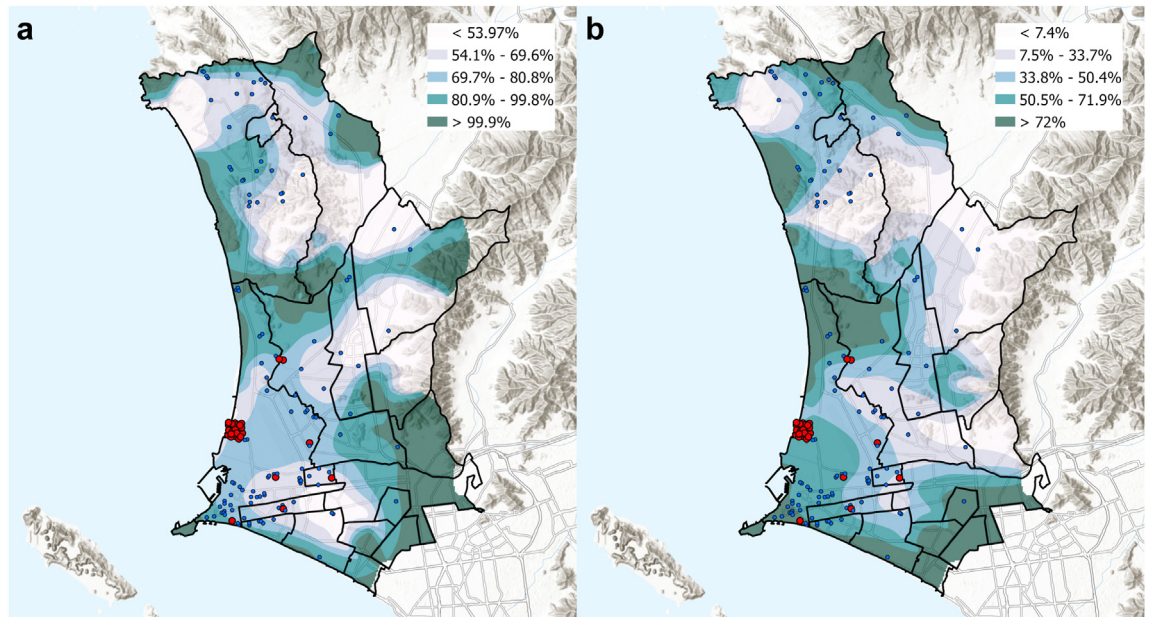 a
< 53.97%
54.1% - 69.6%
69.7% - 80.8%
80.9% - 99.8%
> 99.9%
b
< 7.4%
7.5% - 33.7%
33.8% - 50.4%
50.5% - 71.9%
> 72%